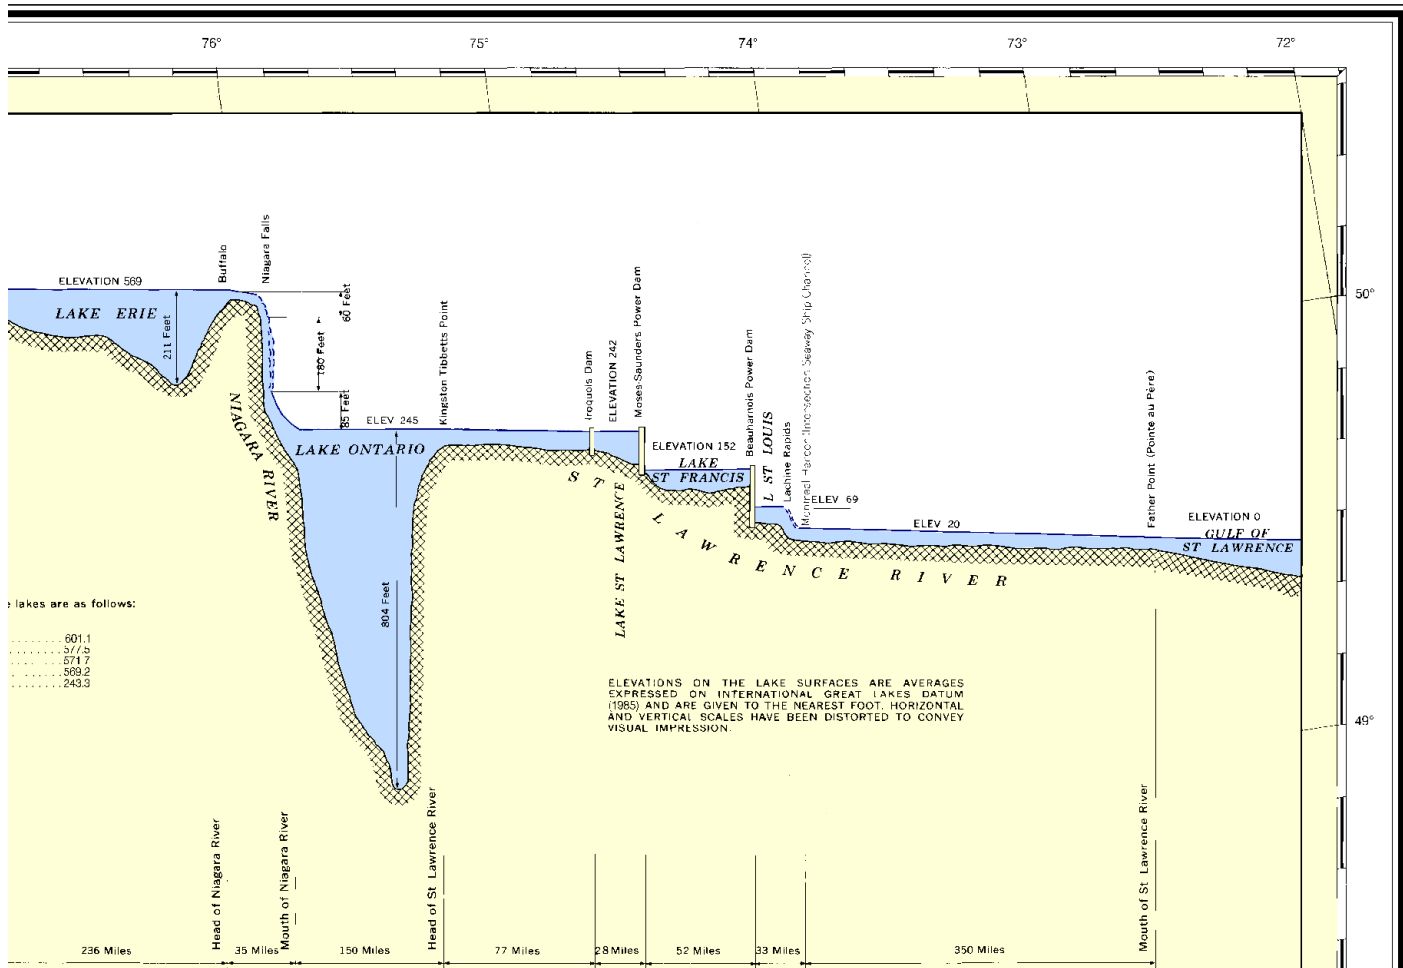 76° 75° 74° 73° 72°
50°
49°
Buffalo
Niagara Falls
Kingston Tibbetts Point
Iroquois Dam
ELEVATION 242
Moses-Saunders Power Dam
Beauharnois Power Dam
L ST LOUIS
Lachine Rapids
Montreal Harbor (Intersection Seaway Ship Channel)
Father Point (Pointe au Père)
ELEVATION 569
LAKE ERIE
211 Feet
60 Feet
180 Feet
85 Feet
NIAGARA RIVER
ELEV 245
LAKE ONTARIO
804 Feet
ELEVATION 152
LAKE
ST FRANCIS
ELEV 69
ELEV 20
ELEVATION 0
GULF OF
ST LAWRENCE
ST LAWRENCE RIVER
LAKE ST LAWRENCE
lakes are as follows:
601.1
577.5
571.7
569.2
243.3
ELEVATIONS ON THE LAKE SURFACES ARE AVERAGES
EXPRESSED ON INTERNATIONAL GREAT LAKES DATUM
(1985) AND ARE GIVEN TO THE NEAREST FOOT. HORIZONTAL
AND VERTICAL SCALES HAVE BEEN DISTORTED TO CONVEY
VISUAL IMPRESSION.
Head of Niagara River
Mouth of Niagara River
Head of St Lawrence River
Mouth of St Lawrence River
236 Miles 35 Miles 150 Miles 77 Miles 28 Miles 52 Miles 33 Miles 350 Miles